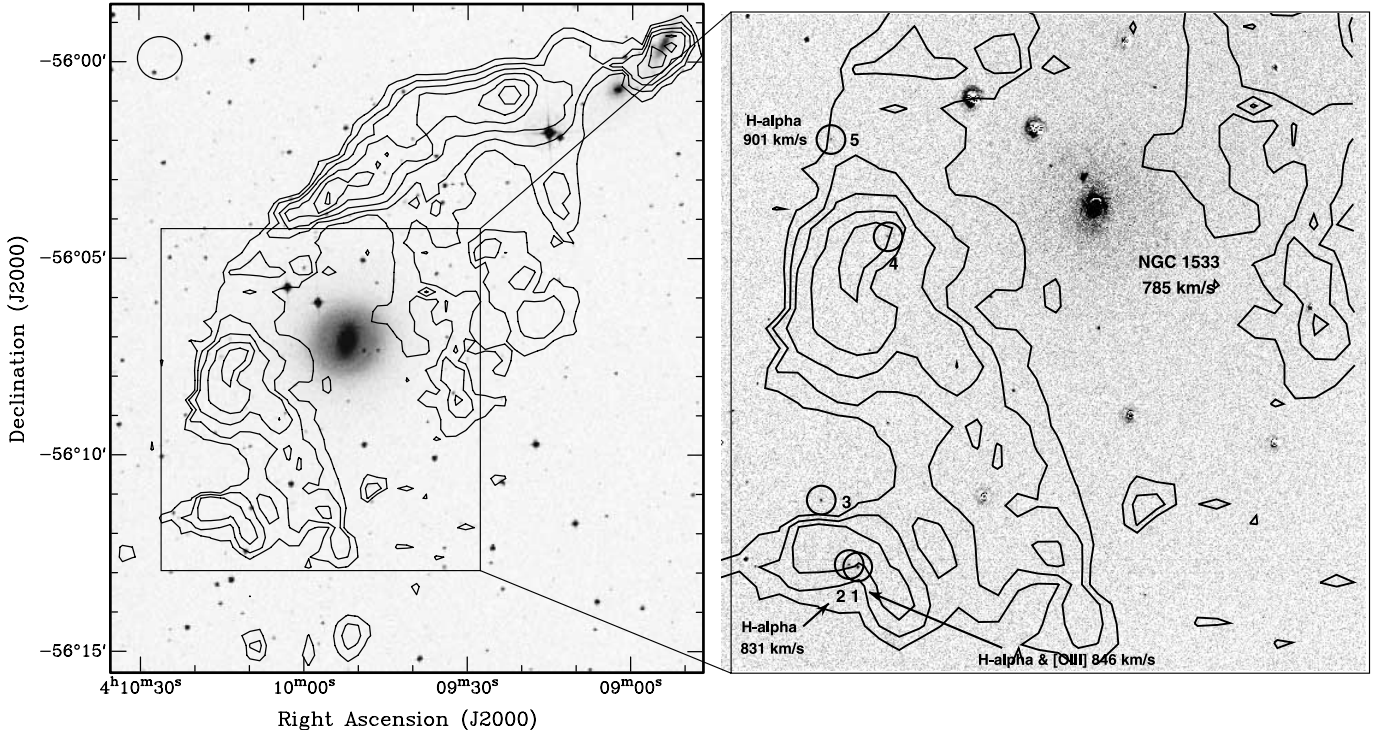 −56°00′
−56°05′
−56°10′
−56°15′
Declination (J2000)
4ʰ10ᵐ30ˢ
10ᵐ00ˢ
09ᵐ30ˢ
09ᵐ00ˢ
Right Ascension (J2000)
H-alpha
901 km/s
5
4
NGC 1533
785 km/s
3
2 1
H-alpha
831 km/s
H-alpha & [OIII] 846 km/s